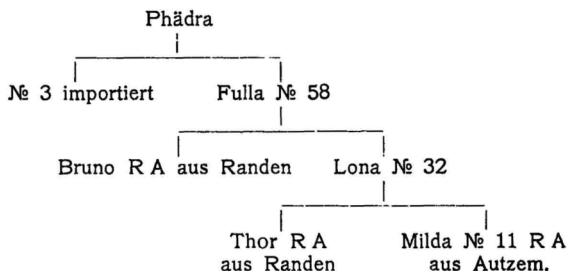 Phädra
№ 3 importiert Fulla № 58
Bruno R A aus Randen Lona № 32
Thor R A Milda № 11 R A
aus Randen aus Autzem.